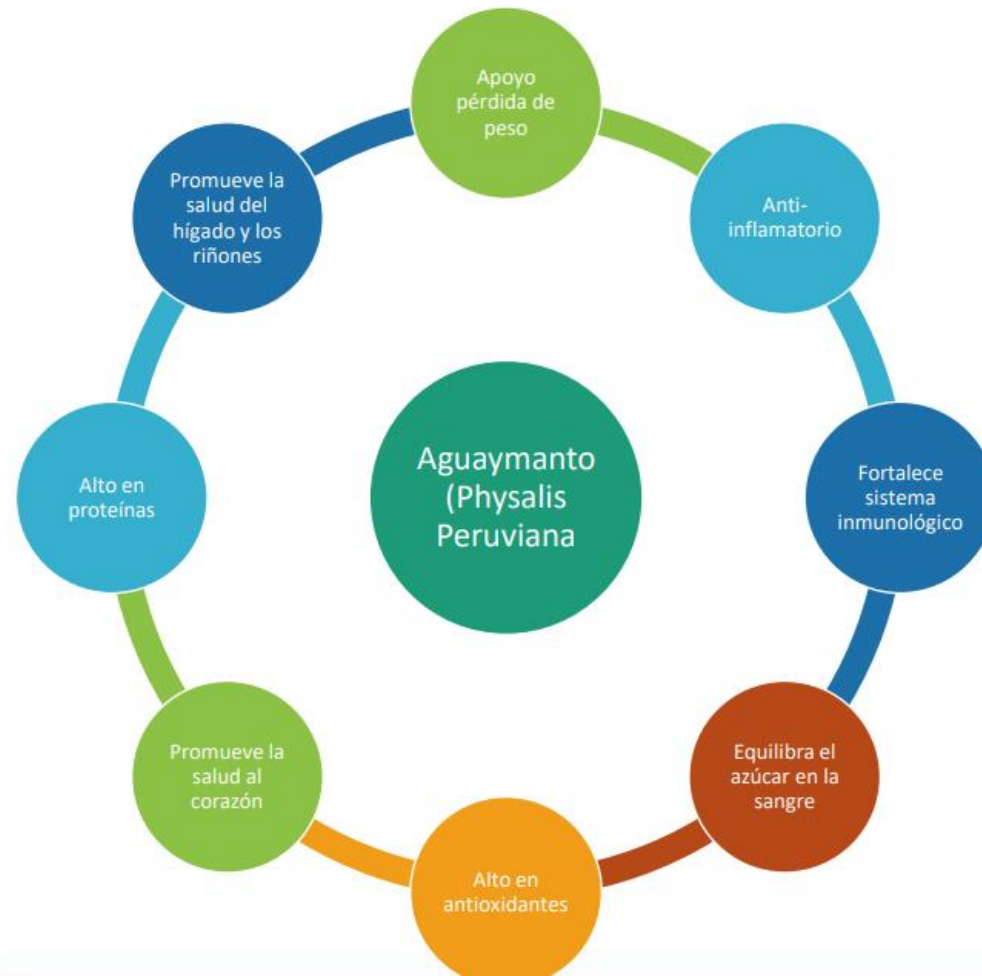 Apoyo
pérdida de
peso
Anti-
inflamatorio
Fortalece
sistema
inmunológico
Equilibra el
azúcar en la
sangre
Alto en
antioxidantes
Promueve la
salud al
corazón
Alto en
proteínas
Promueve la
salud del
hígado y los
riñones
Aguaymanto
(Physalis
Peruviana